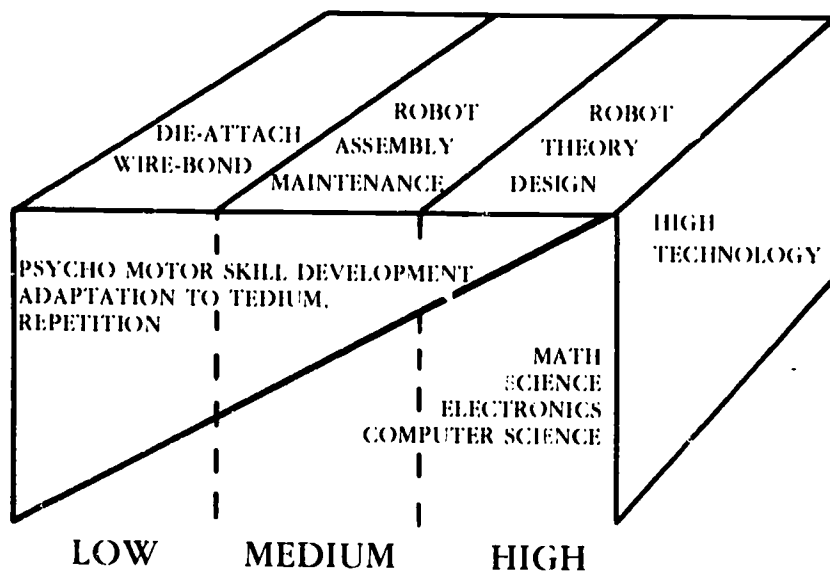 DIE-ATTACH
WIRE-BOND
ROBOT
ASSEMBLY
MAINTENANCE
ROBOT
THEORY
DESIGN
HIGH
TECHNOLOGY
PSYCHO MOTOR SKILL DEVELOPMENT
ADAPTATION TO TEDIUM,
REPETITION
MATH
SCIENCE
ELECTRONICS
COMPUTER SCIENCE
LOW MEDIUM HIGH